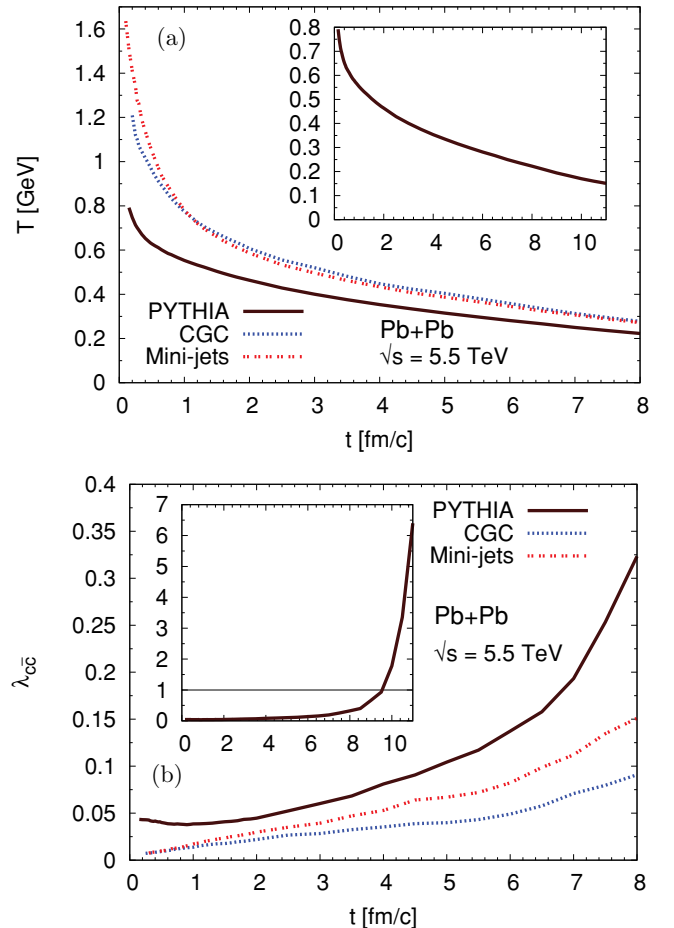 (a)
T [GeV]
1.6
1.4
1.2
1
0.8
0.6
0.4
0.2
0
0.8
0.7
0.6
0.5
0.4
0.3
0.2
0.1
0
0 2 4 6 8 10
PYTHIA
CGC
Mini-jets
Pb+Pb
√s = 5.5 TeV
0 1 2 3 4 5 6 7 8
t [fm/c]
λcc̄
0.4
0.35
0.3
0.25
0.2
0.15
0.1
0.05
0
7
6
5
4
3
2
1
0
0 2 4 6 8 10
PYTHIA
CGC
Mini-jets
Pb+Pb
√s = 5.5 TeV
(b)
0 1 2 3 4 5 6 7 8
t [fm/c]